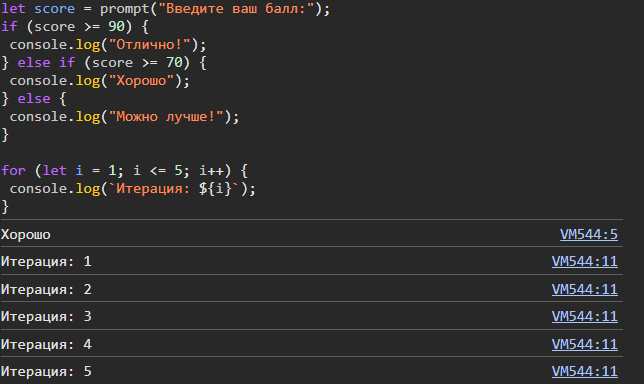 let score = prompt("Введите ваш балл:");
if (score >= 90) {
 console.log("Отлично!");
} else if (score >= 70) {
 console.log("Хорошо");
} else {
 console.log("Можно лучше!");
}

for (let i = 1; i <= 5; i++) {
 console.log(`Итерация: ${i}`);
}
Хорошо VM544:5
Итерация: 1 VM544:11
Итерация: 2 VM544:11
Итерация: 3 VM544:11
Итерация: 4 VM544:11
Итерация: 5 VM544:11